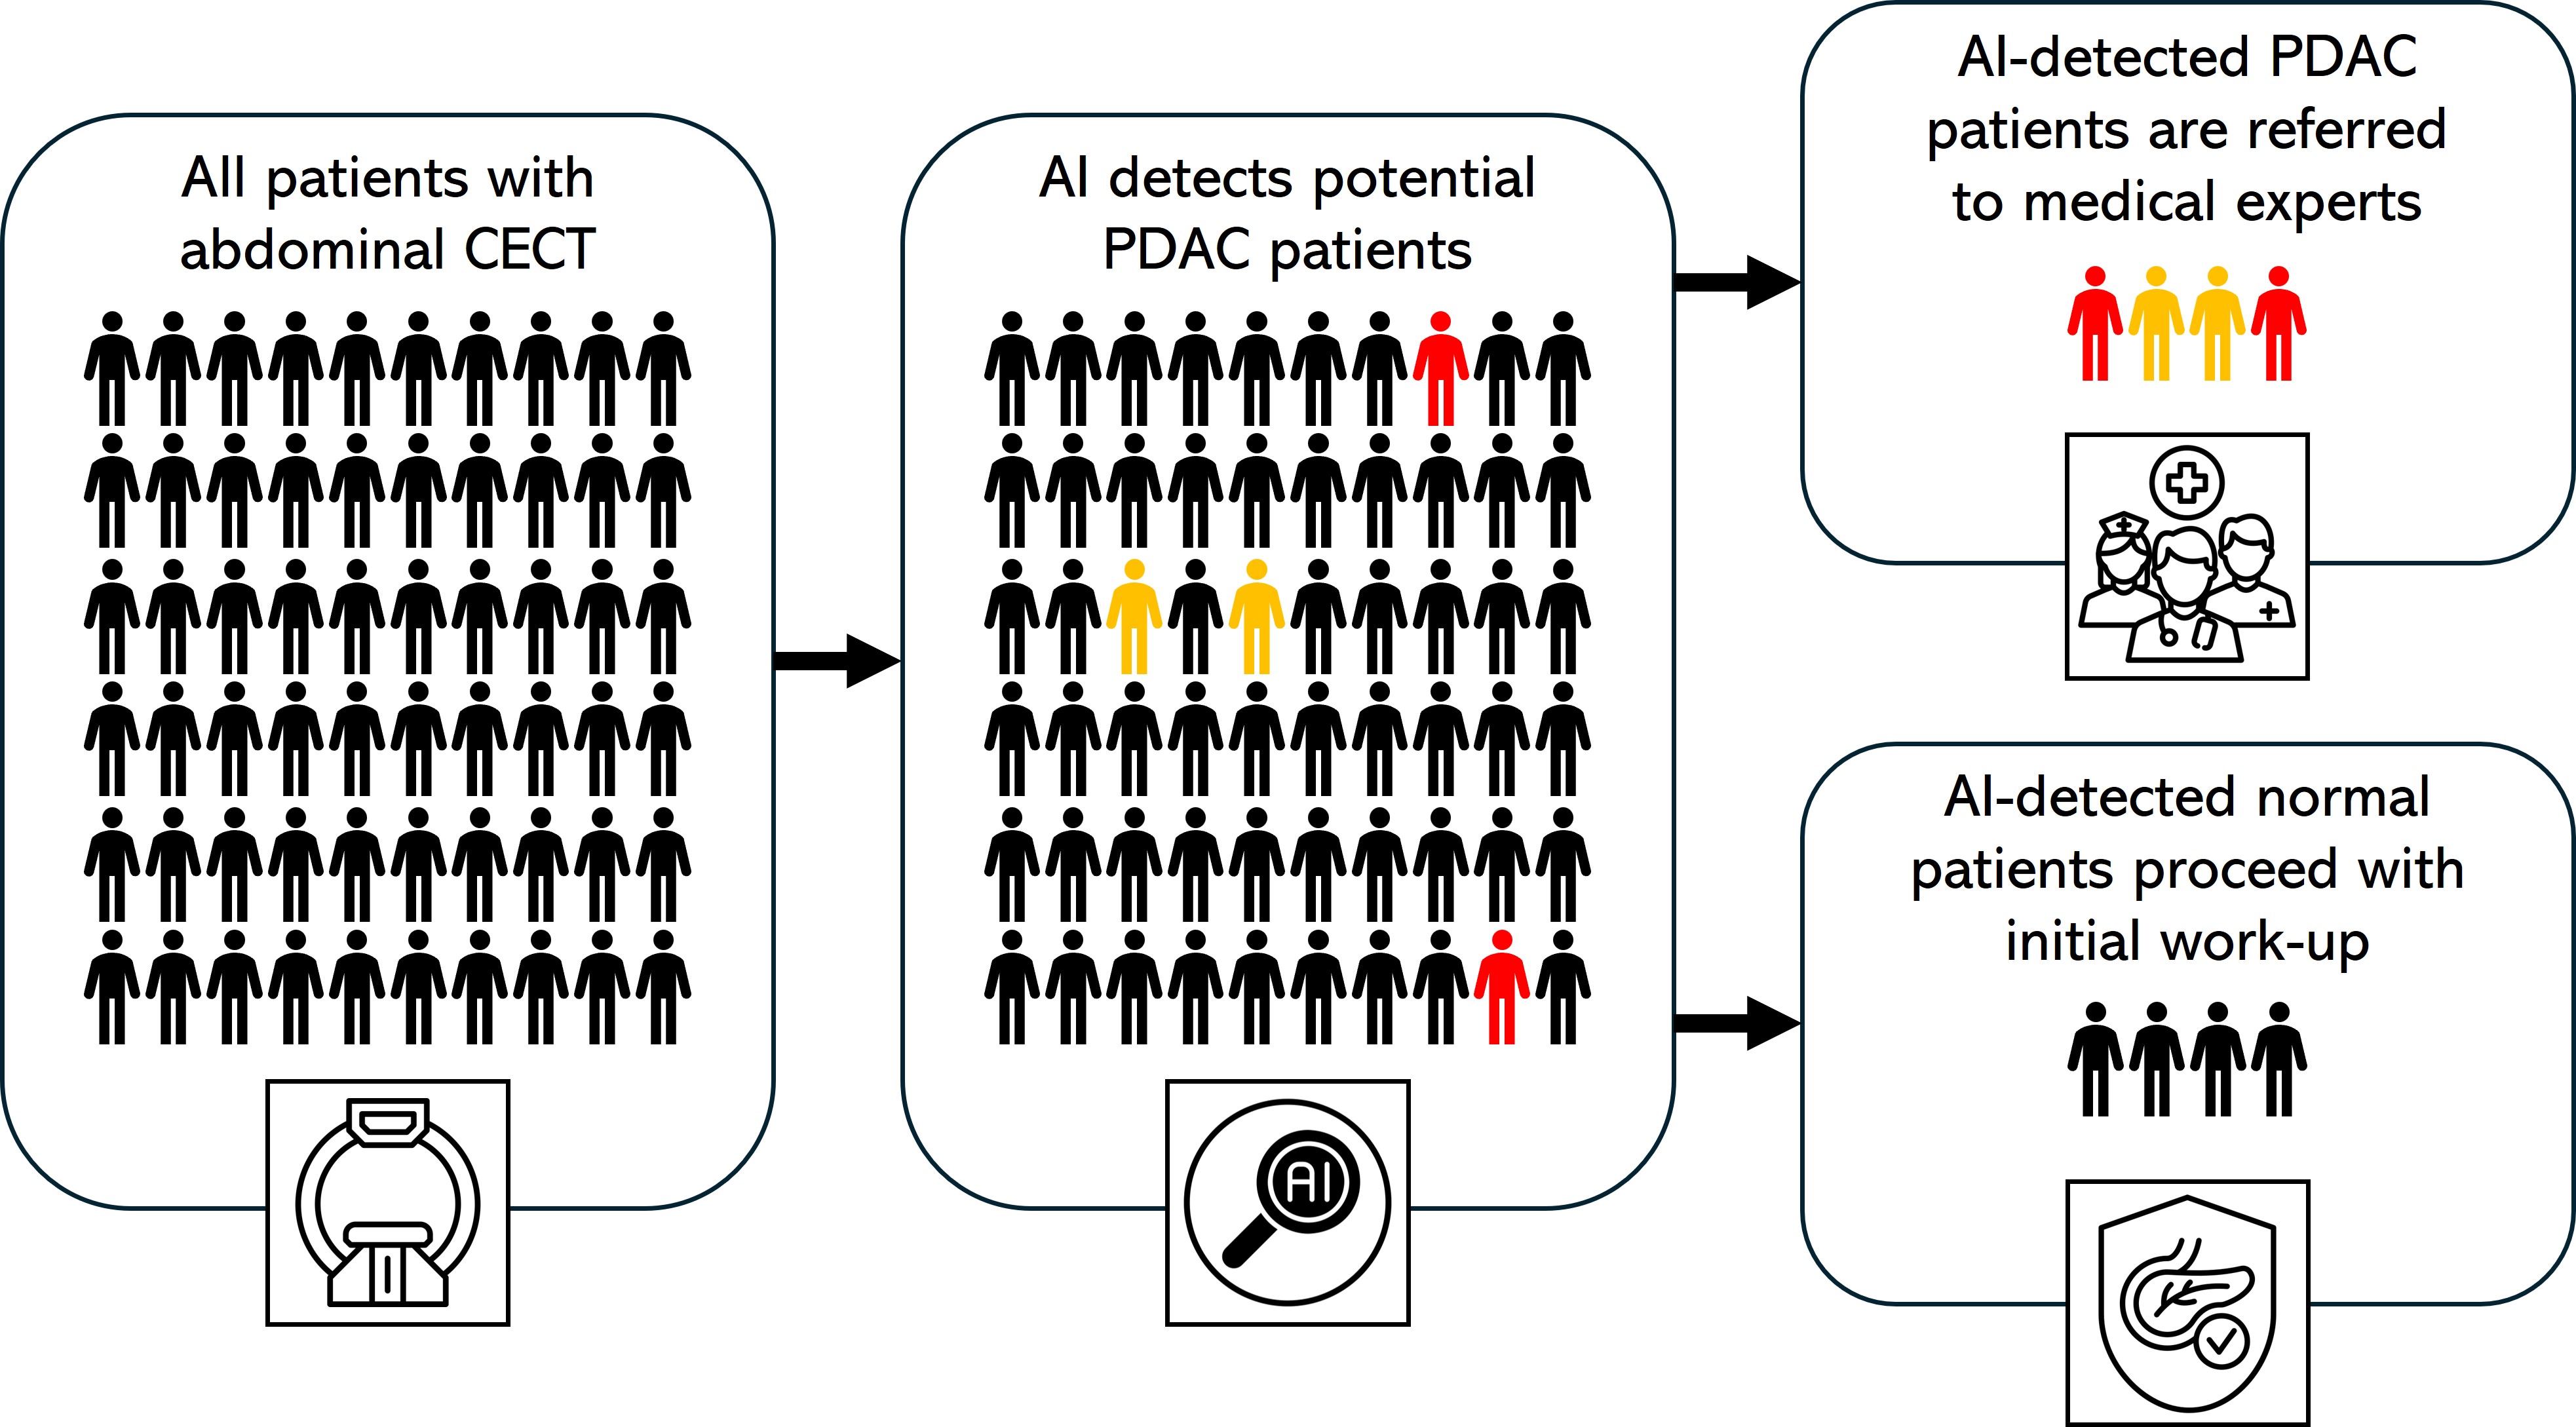 All patients with
abdominal CECT
AI detects potential
PDAC patients
AI
AI-detected PDAC
patients are referred
to medical experts
AI-detected normal
patients proceed with
initial work-up